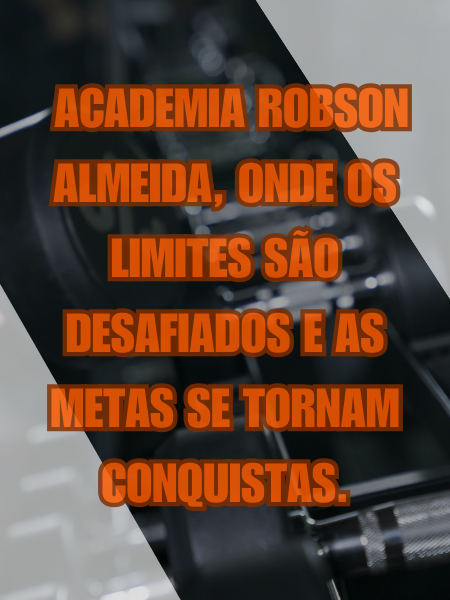 ACADEMIA ROBSON
ALMEIDA, ONDE OS
LIMITES SÃO
DESAFIADOS E AS
METAS SE TORNAM
CONQUISTAS.